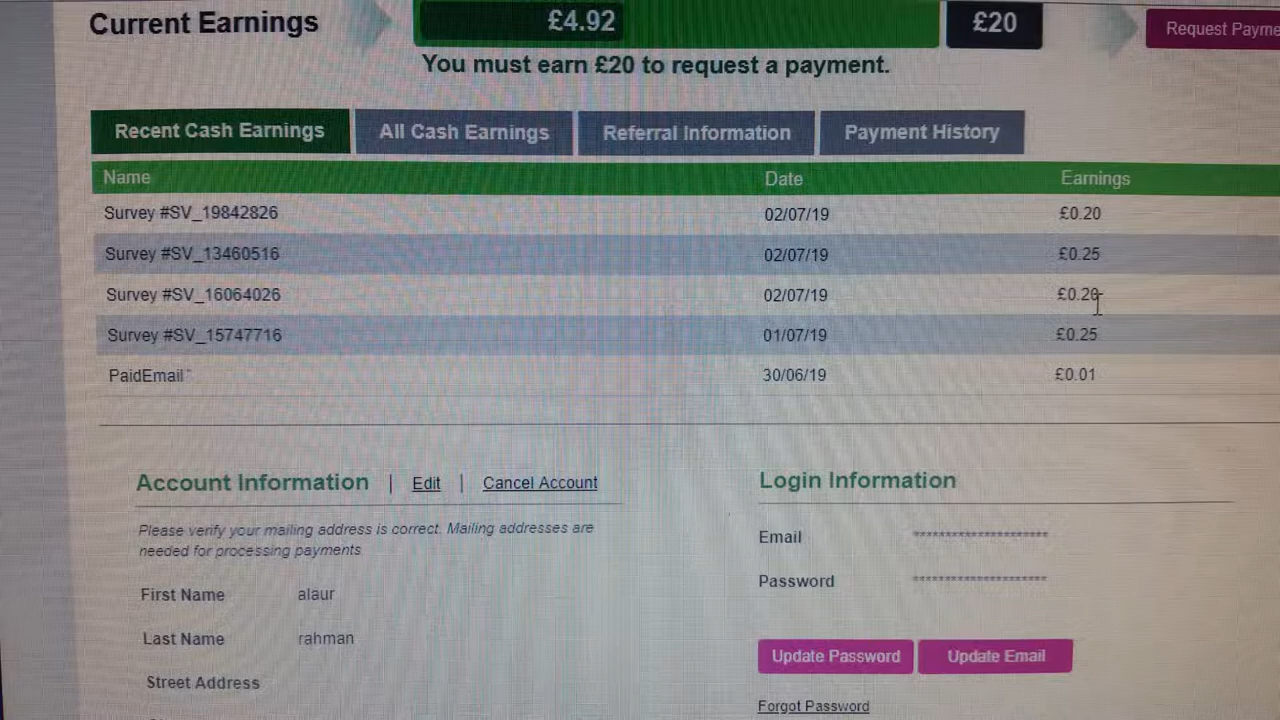 Current Earnings £4.92 £20 Request Payme
You must earn £20 to request a payment.
Recent Cash Earnings All Cash Earnings Referral Information Payment History
Name Date Earnings
Survey #SV_19842826 02/07/19 £0.20
Survey #SV_13460516 02/07/19 £0.25
Survey #SV_16064026 02/07/19 £0.20
Survey #SV_15747716 01/07/19 £0.25
PaidEmail 30/06/19 £0.01
Account Information | Edit | Cancel Account
Login Information
Please verify your mailing address is correct. Mailing addresses are
needed for processing payments
Email *********************
Password *********************
First Name alaur
Last Name rahman
Street Address
Update Password Update Email
Forgot Password